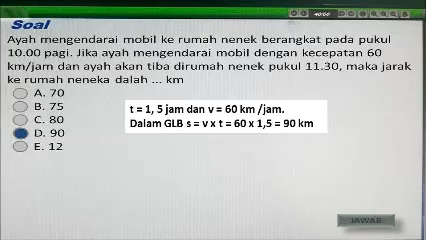 Soal
Ayah mengendarai mobil ke rumah nenek berangkat pada pukul
10.00 pagi. Jika ayah mengendarai mobil dengan kecepatan 60
km/jam dan ayah akan tiba dirumah nenek pukul 11.30, maka jarak
ke rumah neneka dalah ... km
A. 70
B. 75
C. 80
D. 90
E. 12
t = 1, 5 jam dan v = 60 km /jam.
Dalam GLB s = v x t = 60 x 1,5 = 90 km
JAWAB